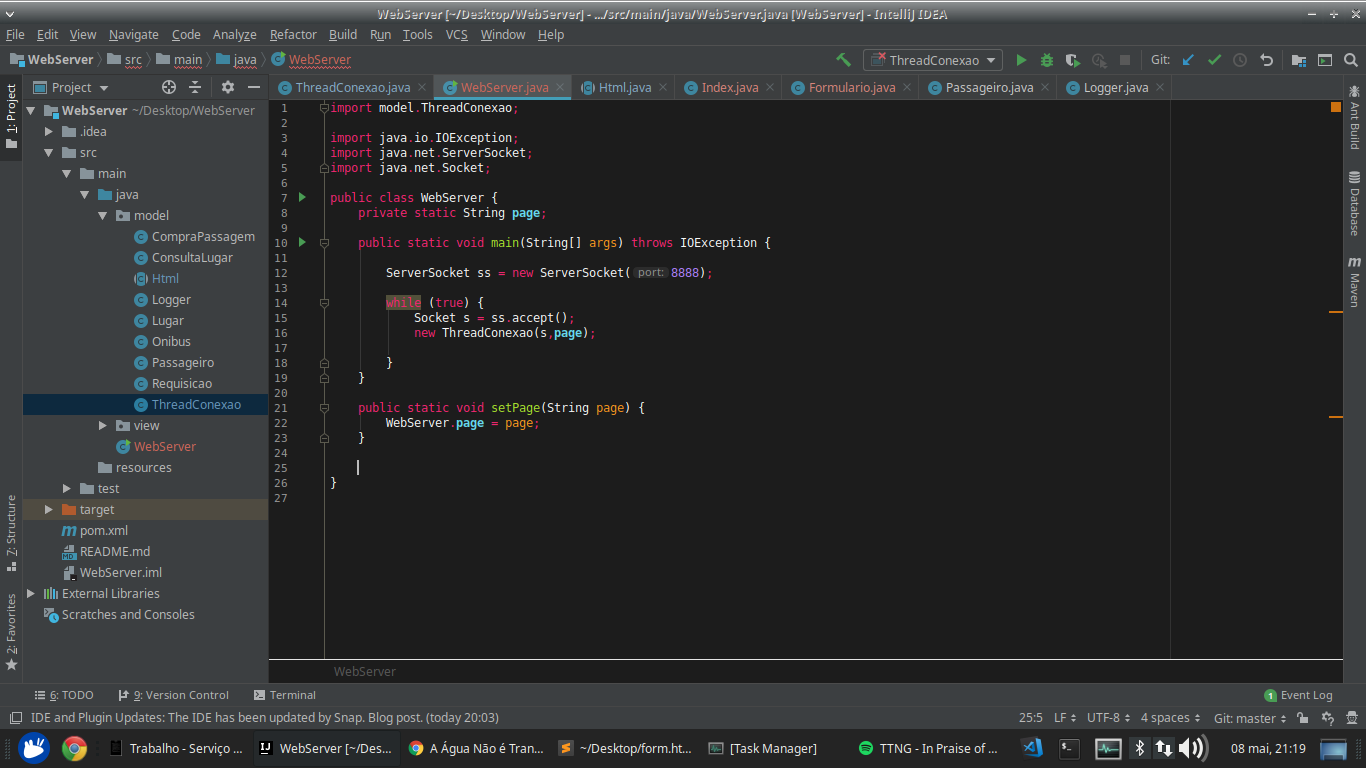 WebServer [~/Desktop/WebServer] - .../src/main/java/WebServer.java [WebServer] - IntelliJ IDEA
File Edit View Navigate Code Analyze Refactor Build Run Tools VCS Window Help
WebServer src main java WebServer ThreadConexao Git:
1: Project
Project
ThreadConexao.java WebServer.java Html.java Index.java Formulario.java Passageiro.java Logger.java
WebServer ~/Desktop/WebServer
.idea
src
main
java
model
CompraPassagem
ConsultaLugar
Html
Logger
Lugar
Onibus
Passageiro
Requisicao
ThreadConexao
view
WebServer
resources
test
target
pom.xml
README.md
WebServer.iml
External Libraries
Scratches and Consoles
7: Structure
2: Favorites
1 import model.ThreadConexao;
2
3 import java.io.IOException;
4 import java.net.ServerSocket;
5 import java.net.Socket;
6
7 public class WebServer {
8 private static String page;
9
10 public static void main(String[] args) throws IOException {
11
12 ServerSocket ss = new ServerSocket( port: 8888);
13
14 while (true) {
15 Socket s = ss.accept();
16 new ThreadConexao(s,page);
17
18 }
19 }
20
21 public static void setPage(String page) {
22 WebServer.page = page;
23 }
24
25
26 }
27
Ant Build
Database
m Maven
WebServer
6: TODO 9: Version Control Terminal 1 Event Log
IDE and Plugin Updates: The IDE has been updated by Snap. Blog post. (today 20:03) 25:5 LF UTF-8 4 spaces Git: master
Trabalho - Serviço ... WebServer [~/Des... A Água Não é Tran... ~/Desktop/form.ht... [Task Manager] TTNG - In Praise of ... 08 mai, 21:19